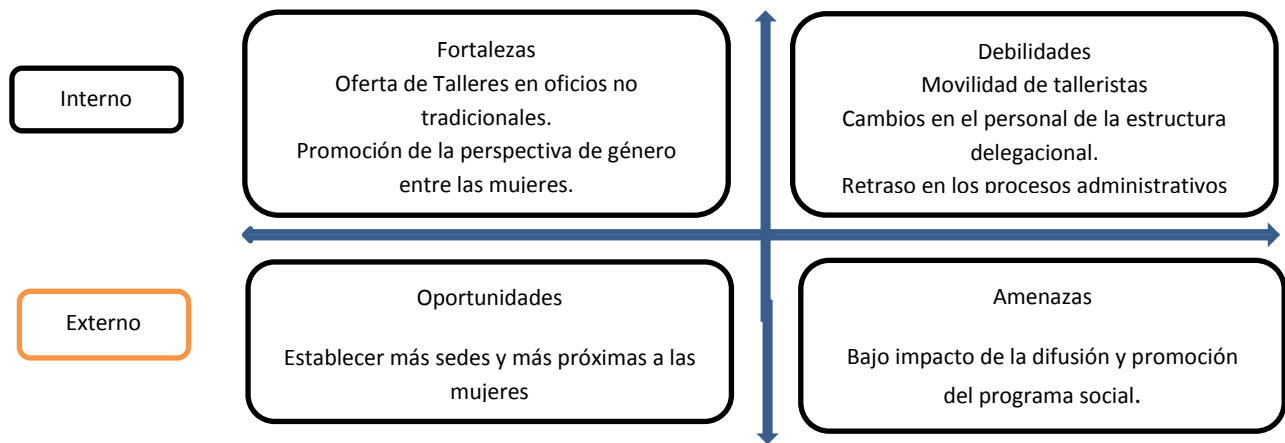 Interno
Fortalezas
Oferta de Talleres en oficios no
tradicionales.
Promoción de la perspectiva de género
entre las mujeres.
Debilidades
Movilidad de talleristas
Cambios en el personal de la estructura
delegacional.
Retraso en los procesos administrativos
Externo
Oportunidades
Establecer más sedes y más próximas a las
mujeres
Amenazas
Bajo impacto de la difusión y promoción
del programa social.